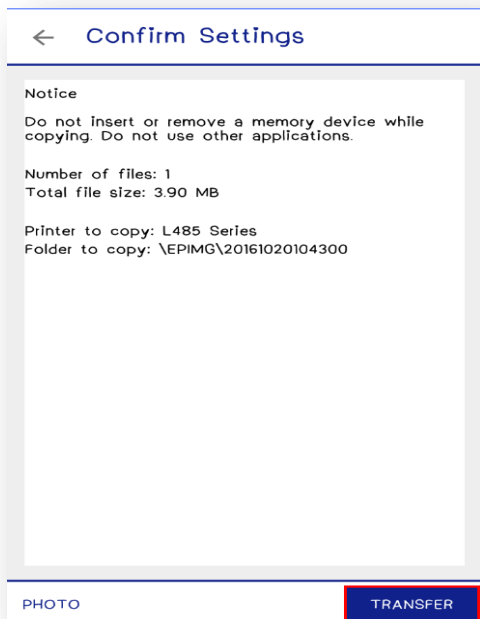 Confirm Settings
Notice
Do not insert or remove a memory device while
copying. Do not use other applications.
Number of files: 1
Total file size: 3.90 MB
Printer to copy: L485 Series
Folder to copy: \EPIMG\20161020104300
PHOTO
TRANSFER